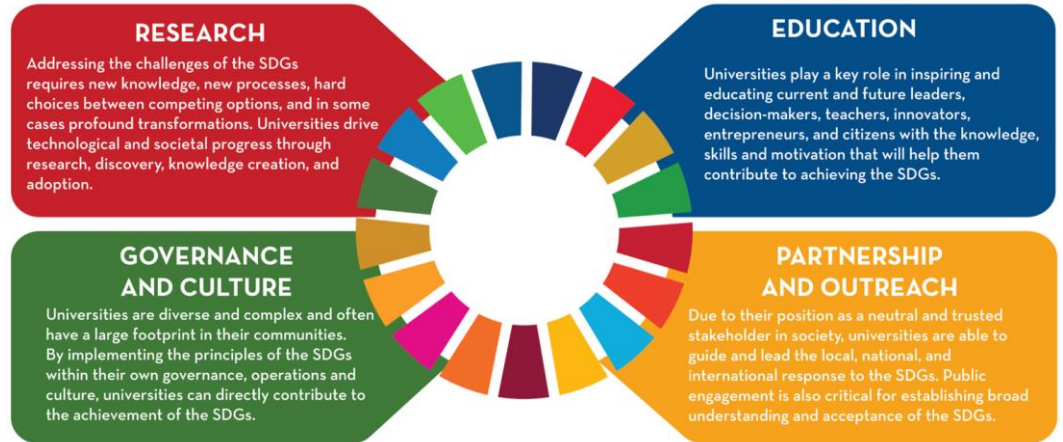 RESEARCH
Addressing the challenges of the SDGs
requires new knowledge, new processes, hard
choices between competing options, and in some
cases profound transformations. Universities drive
technological and societal progress through
research, discovery, knowledge creation, and
adoption.
EDUCATION
Universities play a key role in inspiring and
educating current and future leaders,
decision-makers, teachers, innovators,
entrepreneurs, and citizens with the knowledge,
skills and motivation that will help them
contribute to achieving the SDGs.
GOVERNANCE
AND CULTURE
Universities are diverse and complex and often
have a large footprint in their communities.
By implementing the principles of the SDGs
within their own governance, operations and
culture, universities can directly contribute to
the achievement of the SDGs.
PARTNERSHIP
AND OUTREACH
Due to their position as a neutral and trusted
stakeholder in society, universities are able to
guide and lead the local, national, and
international response to the SDGs. Public
engagement is also critical for establishing broad
understanding and acceptance of the SDGs.